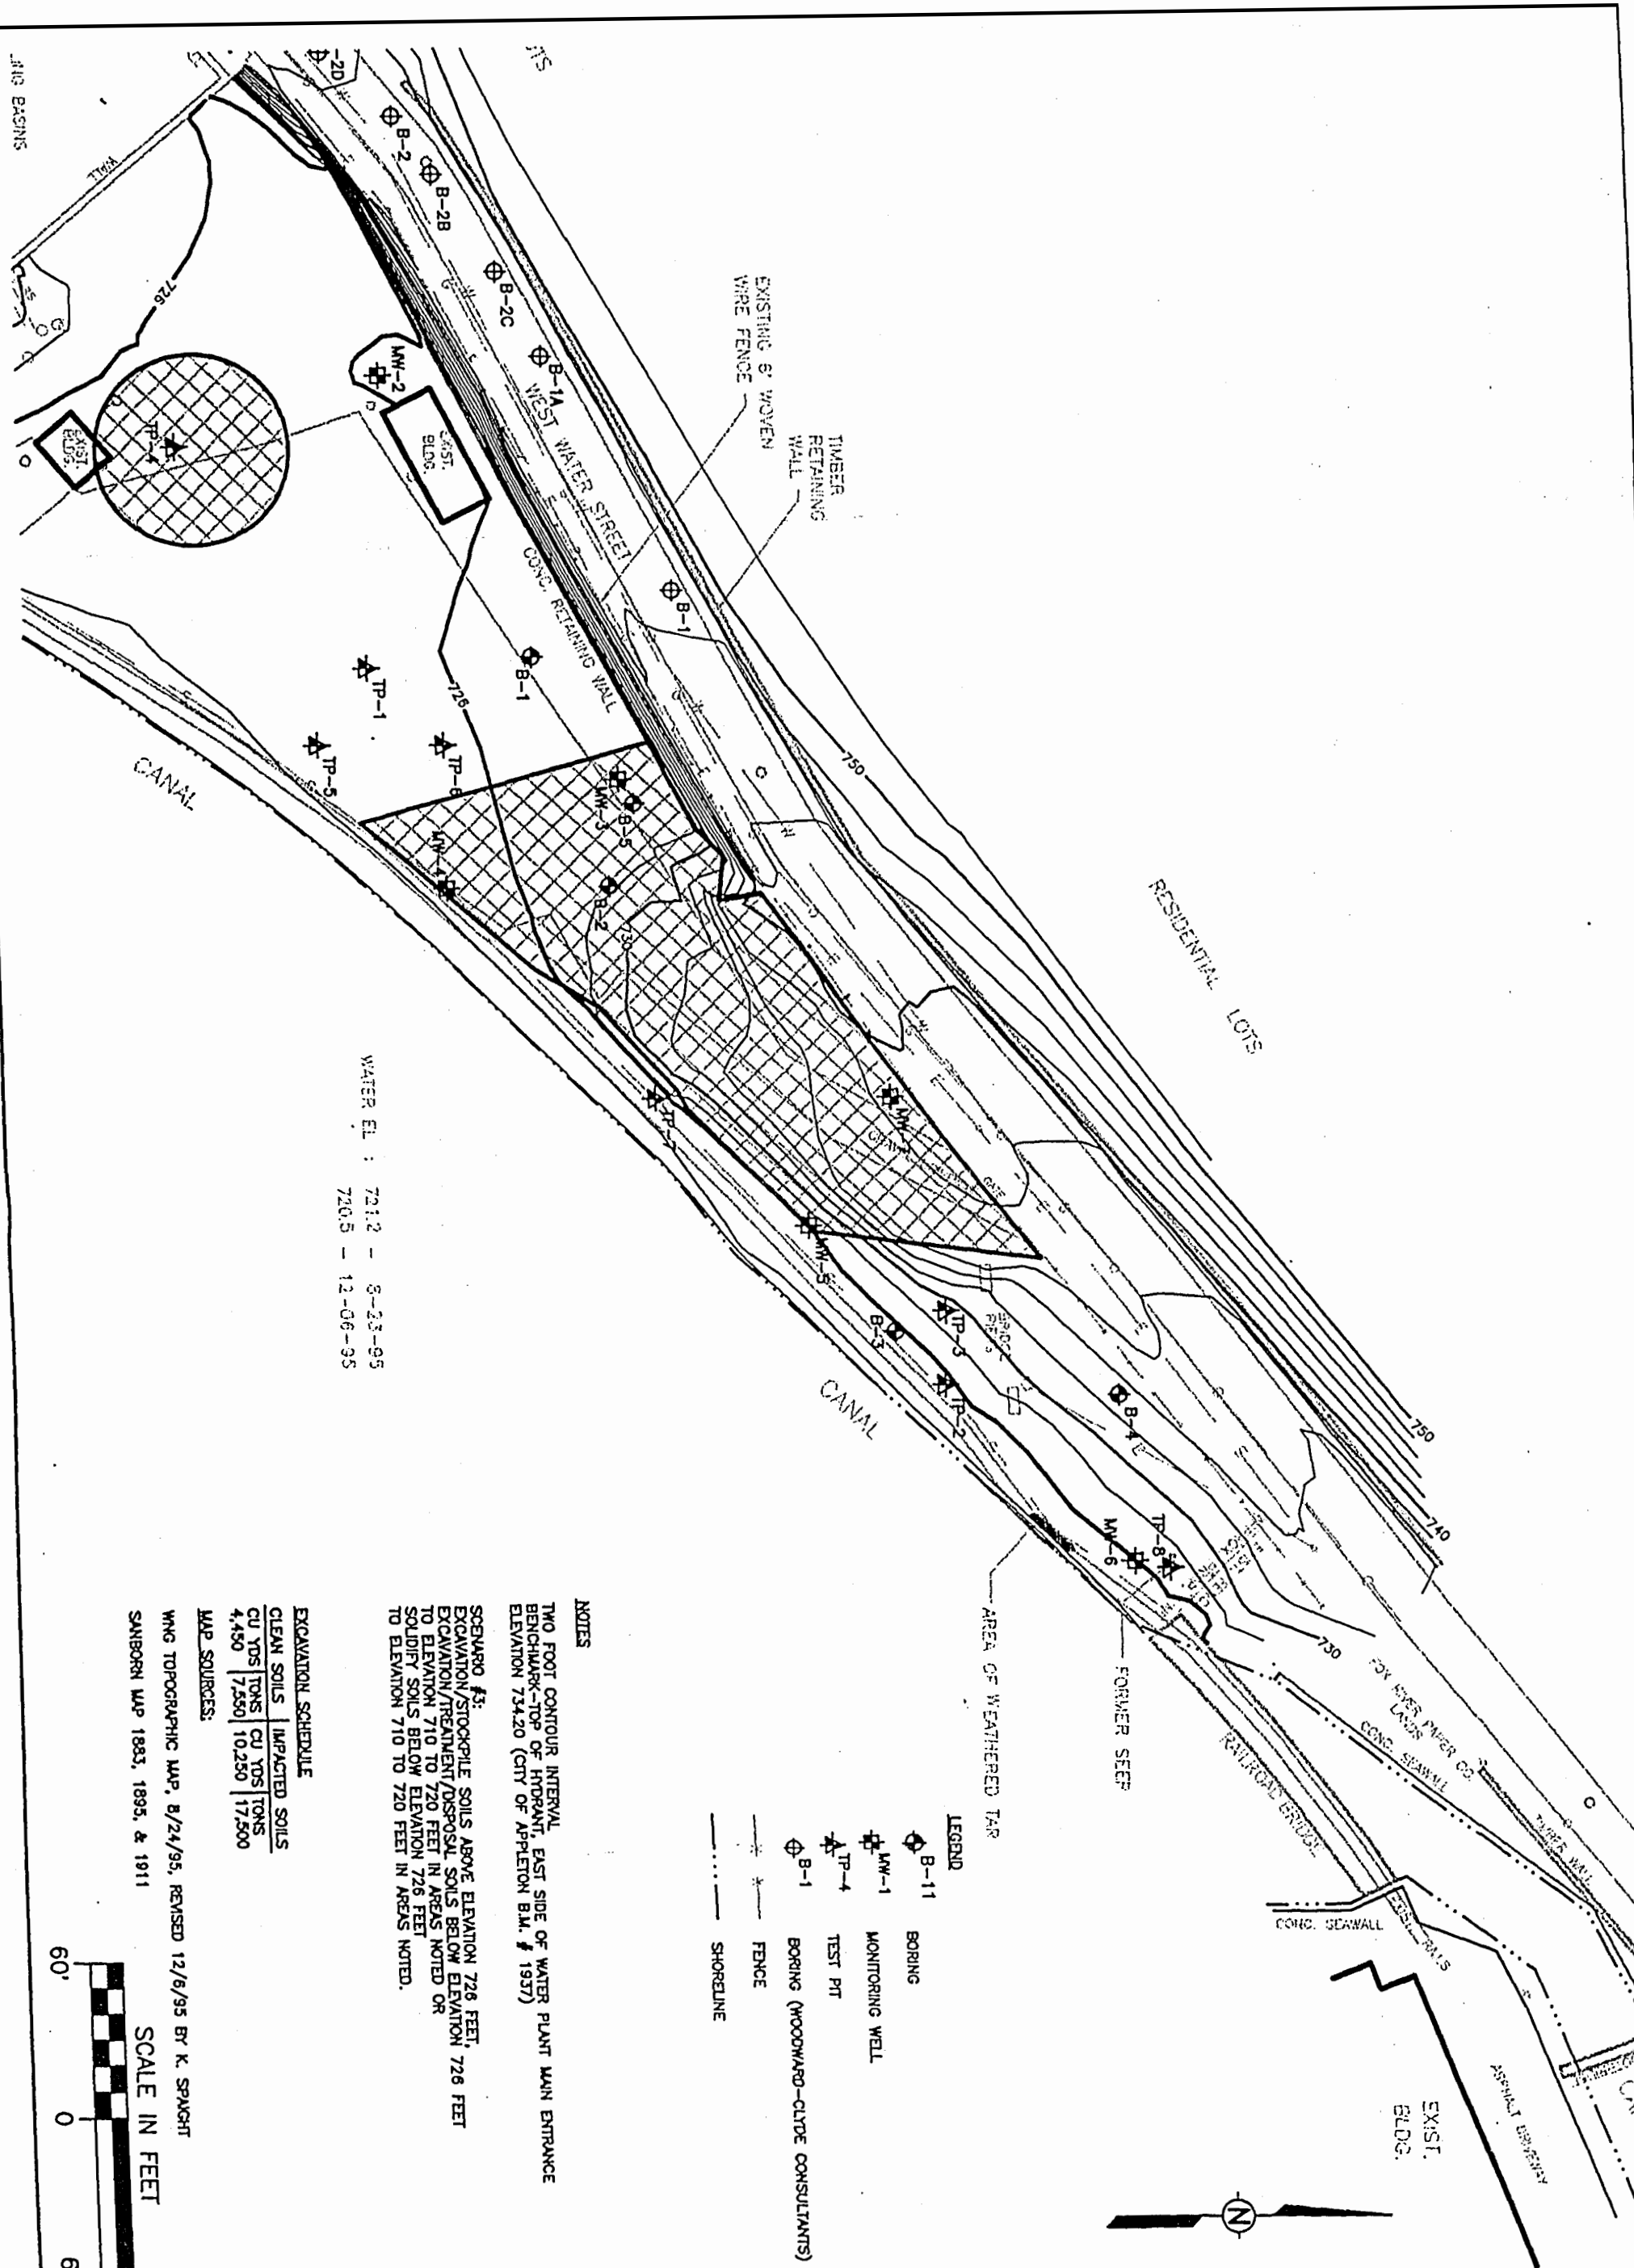 RESIDENTIAL LOTS
EXISTING 6' WOVEN
WIRE FENCE
TIMBER
RETAINING
WALL
WEST WATER STREET
CONC. RETAINING WALL
WALL
B-2
B-2B
B-2C
B-1A
B-1
-2D
MW-2
EXIST.
BLDG.
EXIST.
BLDG.
TP-4
726
726
B-1
TP-1
TP-5
TP-6
MW-3
B-5
B-2
MW-4
730
TP-7
MW-5
GATE
750
750
740
730
TP-3
TP-2
B-3
B-4
BRIDGE
PIERS
TP-8
MW-6
CANAL
CANAL
AREA OF WEATHERED TAR
FORMER SEEP
RAILROAD BRIDGE
FOX RIVER PAPER CO.
LANDS
CONC. SEAWALL
TIMBER WALL
CONC. SEAWALL
ASPHALT DRIVEWAY
EXIST.
BLDG.
N
WATER EL : 721.2 - 8-23-95
720.5 - 12-06-95
LEGEND
B-11 BORING
MW-1 MONITORING WELL
TP-4 TEST PIT
B-1 BORING (WOODWARD-CLYDE CONSULTANTS)
FENCE
SHORELINE
NOTES
TWO FOOT CONTOUR INTERVAL
BENCHMARK-TOP OF HYDRANT, EAST SIDE OF WATER PLANT MAIN ENTRANCE
ELEVATION 734.20 (CITY OF APPLETON B.M. # 1937)
SCENARIO #3:
EXCAVATION/STOCKPILE SOILS ABOVE ELEVATION 726 FEET,
EXCAVATION/TREATMENT/DISPOSAL SOILS BELOW ELEVATION 726 FEET
TO ELEVATION 710 TO 720 FEET IN AREAS NOTED OR
SOLIDIFY SOILS BELOW ELEVATION 726 FEET
TO ELEVATION 710 TO 720 FEET IN AREAS NOTED.
EXCAVATION SCHEDULE
CLEAN SOILS IMPACTED SOILS
CU YDS TONS CU YDS TONS
4,450 7,550 10,250 17,500
MAP SOURCES:
WNG TOPOGRAPHIC MAP, 8/24/95, REVISED 12/6/95 BY K. SPAIGHT
SANBORN MAP 1883, 1895, & 1911
60' 0 6
SCALE IN FEET